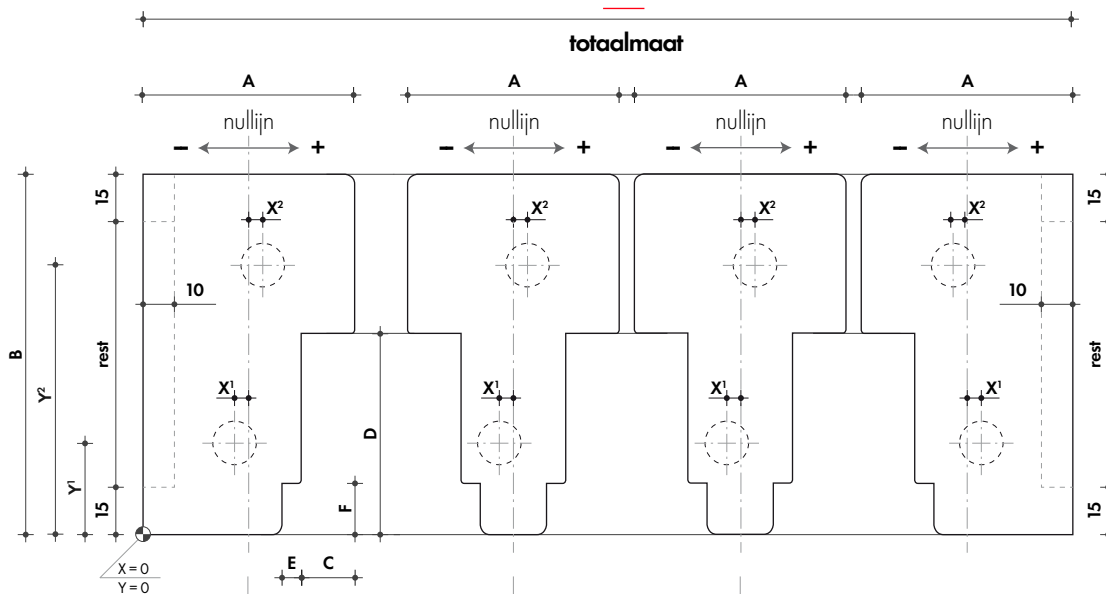 totaalmaat
A A A A
nullijn nullijn nullijn nullijn
– + – + – + – +
15 X² X² X² X² 15
10 10
B Y² rest rest
X¹ X¹ X¹ X¹
D
Y¹ 15 F 15
E C
X = 0
Y = 0